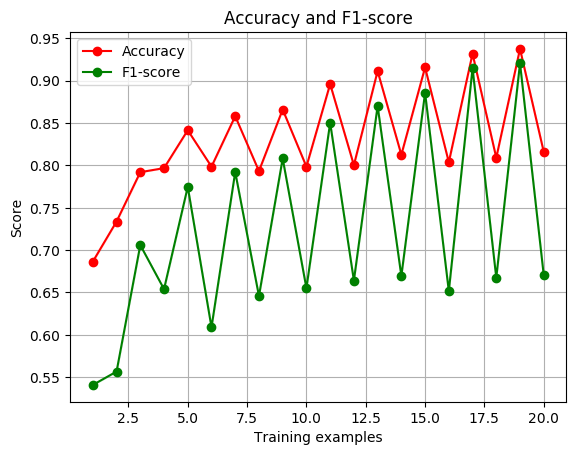 Accuracy and F1-score
Accuracy
F1-score
Score
0.95
0.90
0.85
0.80
0.75
0.70
0.65
0.60
0.55
2.5 5.0 7.5 10.0 12.5 15.0 17.5 20.0
Training examples